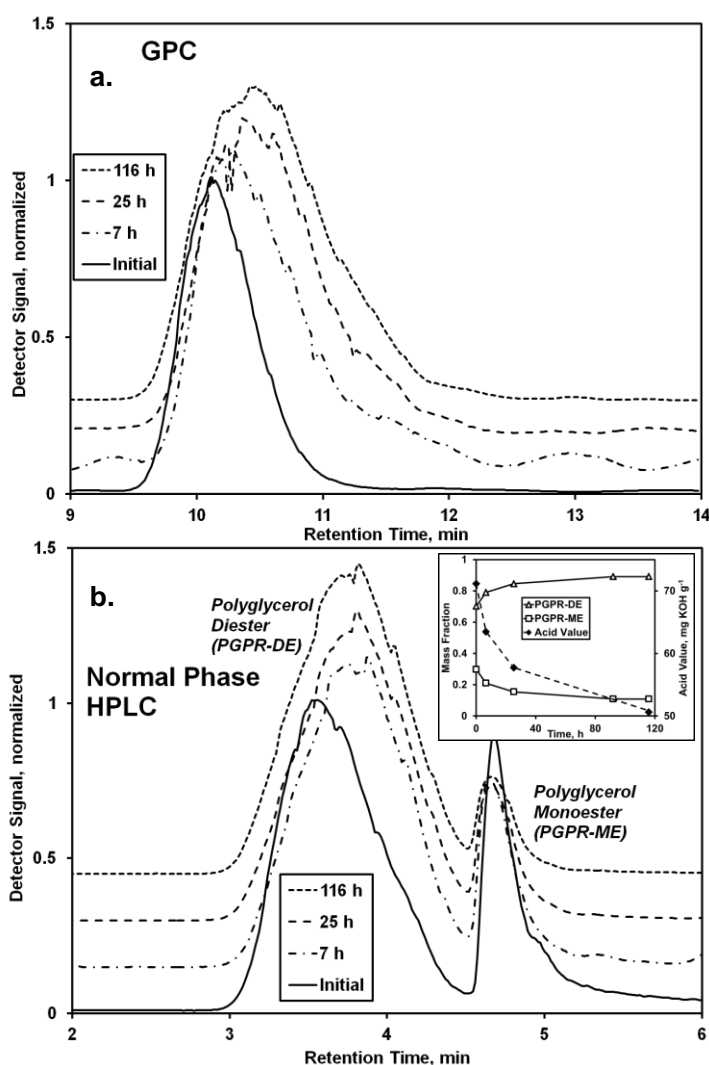 GPC
a.
1.5
1
0.5
0
Detector Signal, normalized
116 h
25 h
7 h
Initial
9 10 11 12 13 14
Retention Time, min
b.
Normal Phase
HPLC
1.5
1
0.5
0
Detector Signal, normalized
Polyglycerol
Diester
(PGPR-DE)
Polyglycerol
Monoester
(PGPR-ME)
116 h
25 h
7 h
Initial
2 3 4 5 6
Retention Time, min
1
0.8
0.6
0.4
0.2
0
Mass Fraction
PGPR-DE
PGPR-ME
Acid Value
70
60
50
Acid Value, mg KOH g-1
0 40 80 120
Time, h